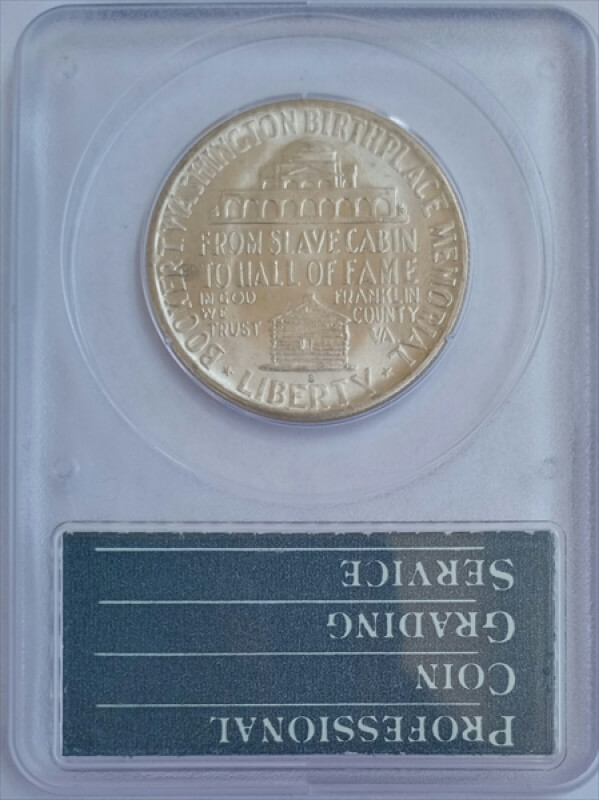 BOOKER T. WASHINGTON BIRTHPLACE MEMORIAL
FROM SLAVE CABIN
TO HALL OF FAME
IN GOD
WE
TRUST
FRANKLIN
COUNTY
VA
S
LIBERTY
PROFESSIONAL
COIN
GRADING
SERVICE